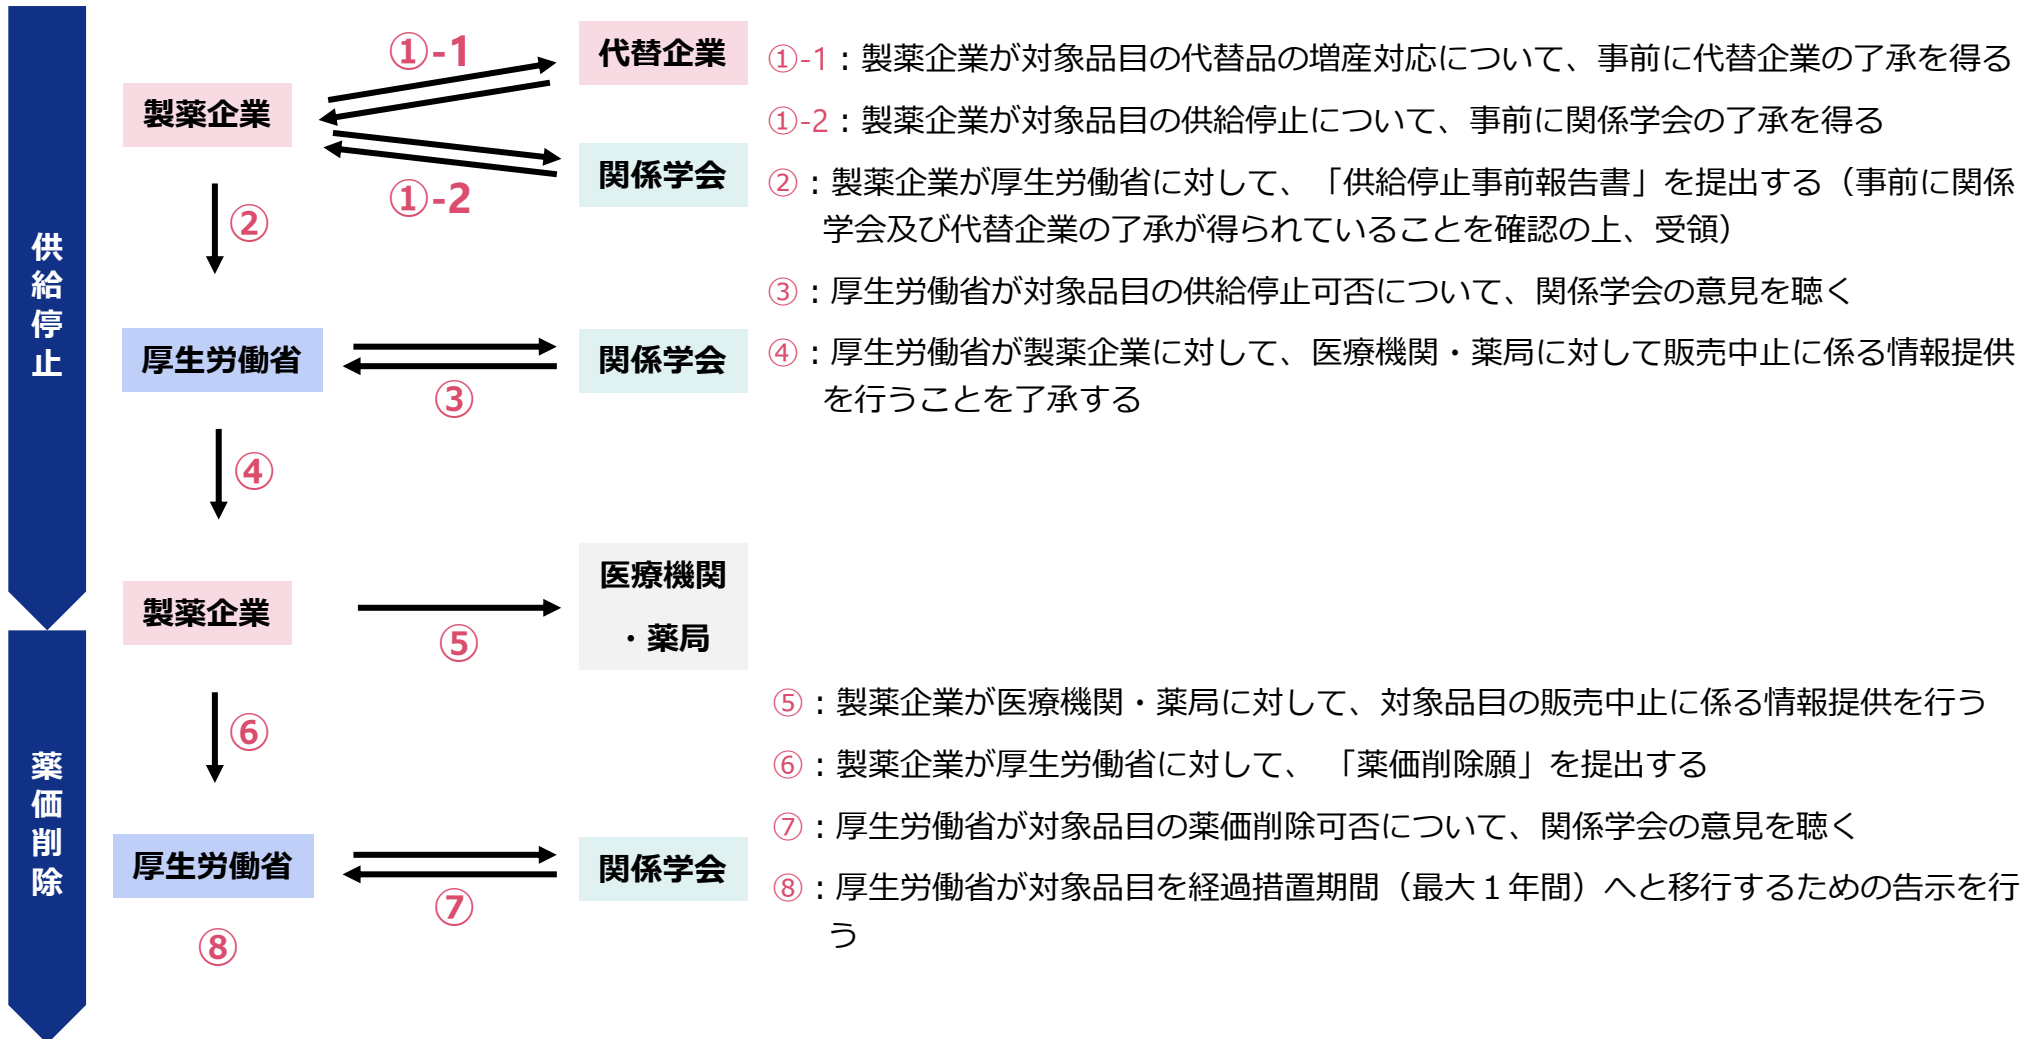 供給停止
薬価削除
製薬企業
①-1
代替企業
①-2
関係学会
②
厚生労働省
③
関係学会
④
製薬企業
⑤
医療機関
・薬局
⑥
厚生労働省
⑦
関係学会
⑧
①-1：製薬企業が対象品目の代替品の増産対応について、事前に代替企業の了承を得る
①-2：製薬企業が対象品目の供給停止について、事前に関係学会の了承を得る
②：製薬企業が厚生労働省に対して、「供給停止事前報告書」を提出する（事前に関係
学会及び代替企業の了承が得られていることを確認の上、受領）
③：厚生労働省が対象品目の供給停止可否について、関係学会の意見を聴く
④：厚生労働省が製薬企業に対して、医療機関・薬局に対して販売中止に係る情報提供
を行うことを了承する
⑤：製薬企業が医療機関・薬局に対して、対象品目の販売中止に係る情報提供を行う
⑥：製薬企業が厚生労働省に対して、 「薬価削除願」を提出する
⑦：厚生労働省が対象品目の薬価削除可否について、関係学会の意見を聴く
⑧：厚生労働省が対象品目を経過措置期間（最大１年間）へと移行するための告示を行
う